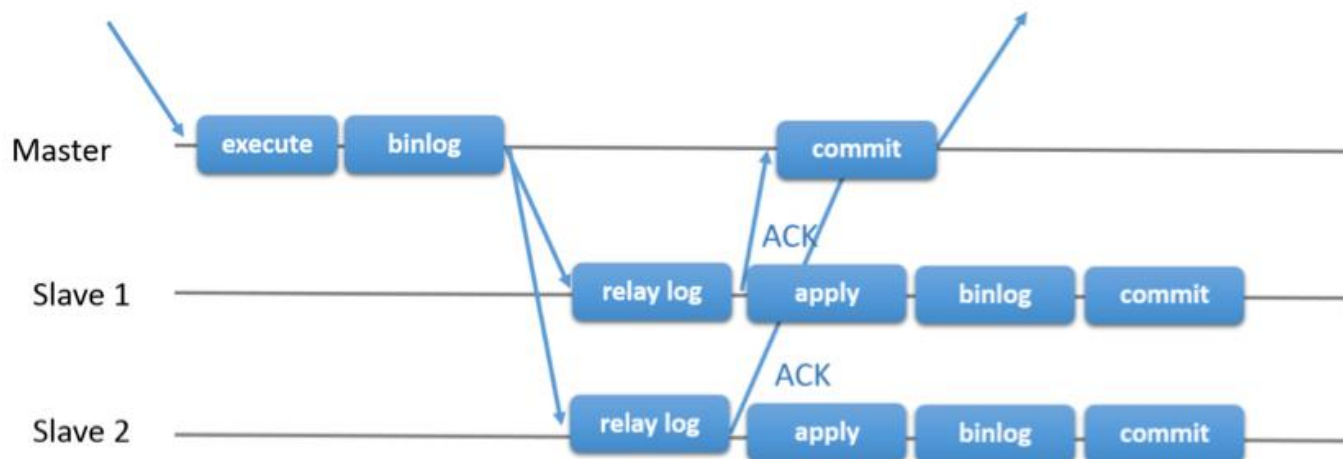 Master execute binlog commit
ACK
Slave 1 relay log apply binlog commit
ACK
Slave 2 relay log apply binlog commit